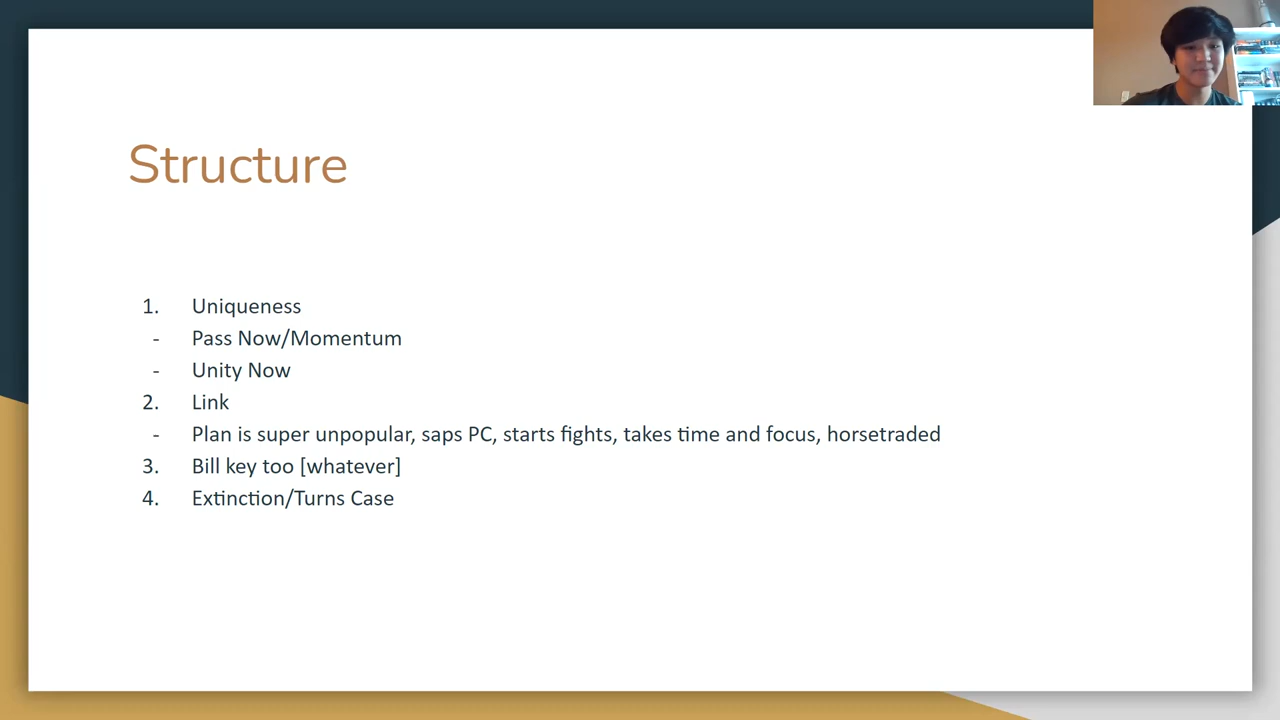 Structure
1. Uniqueness
- Pass Now/Momentum
- Unity Now
2. Link
- Plan is super unpopular, saps PC, starts fights, takes time and focus, horsetraded
3. Bill key too [whatever]
4. Extinction/Turns Case